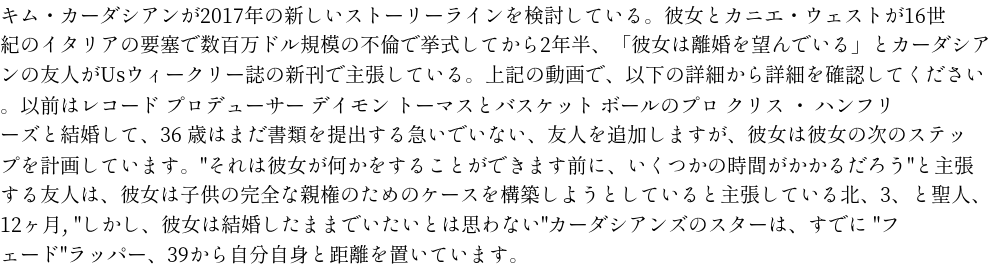 キム・カーダシアンが2017年の新しいストーリーラインを検討している。彼女とカニエ・ウェストが16世
紀のイタリアの要塞で数百万ドル規模の不倫で挙式してから2年半、「彼女は離婚を望んでいる」とカーダシア
ンの友人がUsウィークリー誌の新刊で主張している。上記の動画で、以下の詳細から詳細を確認してください
。以前はレコード プロデューサー デイモン トーマスとバスケット ボールのプロ クリス ・ ハンフリ
ーズと結婚して、36 歳はまだ書類を提出する急いでいない、友人を追加しますが、彼女は彼女の次のステッ
プを計画しています。"それは彼女が何かをすることができます前に、いくつかの時間がかかるだろう"と主張
する友人は、彼女は子供の完全な親権のためのケースを構築しようとしていると主張している北、3、と聖人、
12ヶ月, "しかし、彼女は結婚したままでいたいとは思わない"カーダシアンズのスターは、すでに "フ
ェード"ラッパー、39から自分自身と距離を置いています。